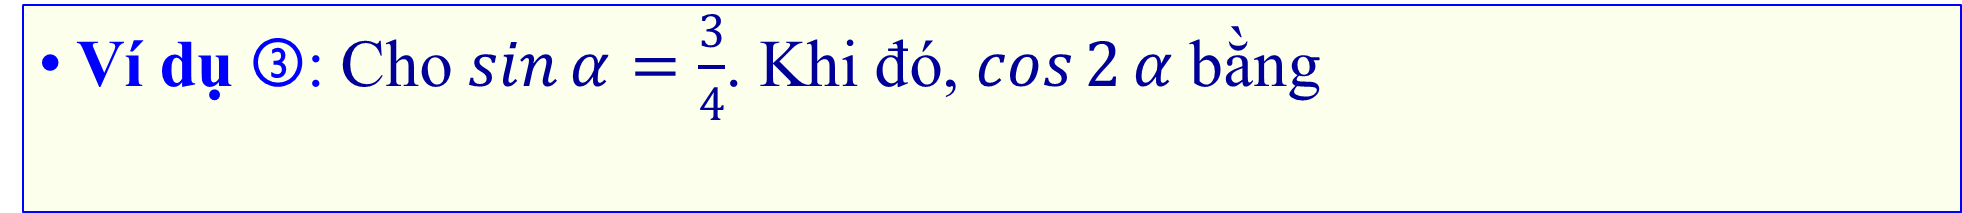 • Ví dụ ③: Cho sin α = 3/4. Khi đó, cos 2 α bằng